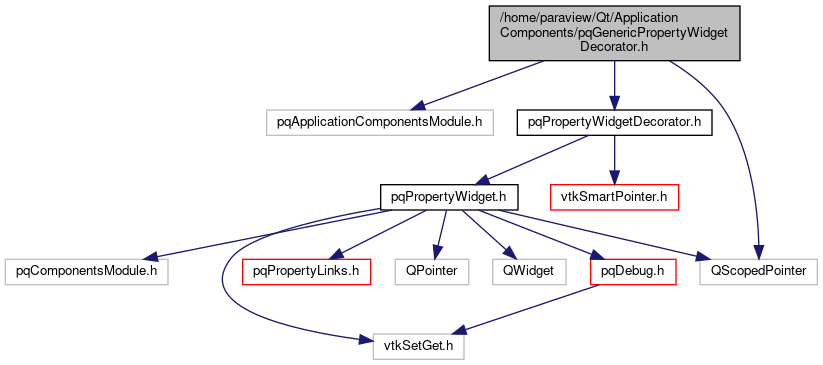 /home/paraview/Qt/Application
Components/pqGenericPropertyWidget
Decorator.h
pqApplicationComponentsModule.h
pqPropertyWidgetDecorator.h
pqPropertyWidget.h
vtkSmartPointer.h
pqComponentsModule.h
pqPropertyLinks.h
QPointer
QWidget
pqDebug.h
QScopedPointer
vtkSetGet.h